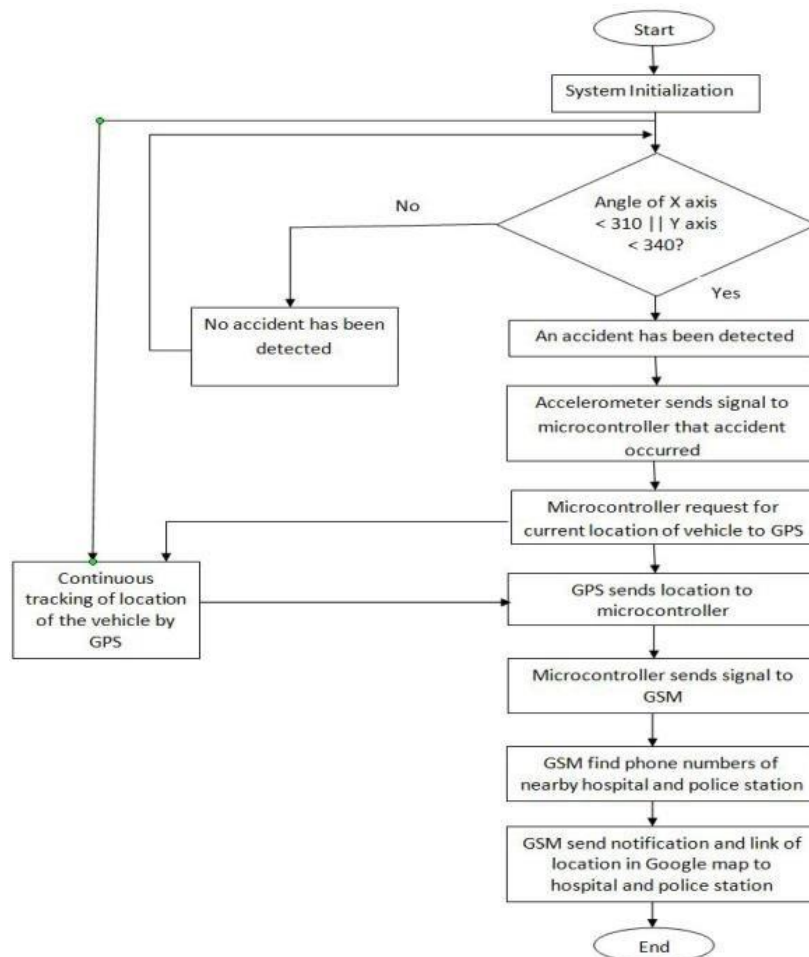 Start
System Initialization
Angle of X axis
< 310 || Y axis
< 340?
No
Yes
No accident has been
detected
An accident has been detected
Accelerometer sends signal to
microcontroller that accident
occurred
Microcontroller request for
current location of vehicle to GPS
Continuous
tracking of location
of the vehicle by
GPS
GPS sends location to
microcontroller
Microcontroller sends signal to
GSM
GSM find phone numbers of
nearby hospital and police station
GSM send notification and link of
location in Google map to
hospital and police station
End